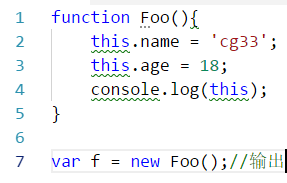 1 function Foo(){
2 this.name = 'cg33';
3 this.age = 18;
4 console.log(this);
5 }
6
7 var f = new Foo();//输出